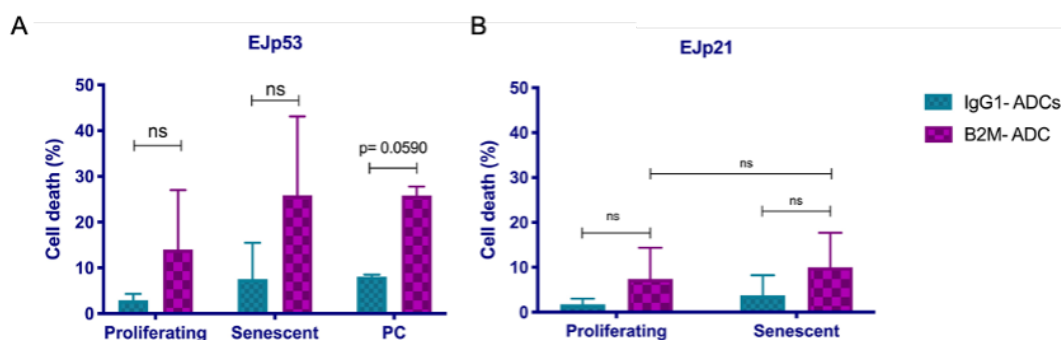 A
EJp53
Cell death (%)
50
40
30
20
10
0
ns
ns
p= 0.0590
Proliferating
Senescent
PC
B
EJp21
Cell death (%)
50
40
30
20
10
0
ns
ns
ns
Proliferating
Senescent
IgG1- ADCs
B2M- ADC